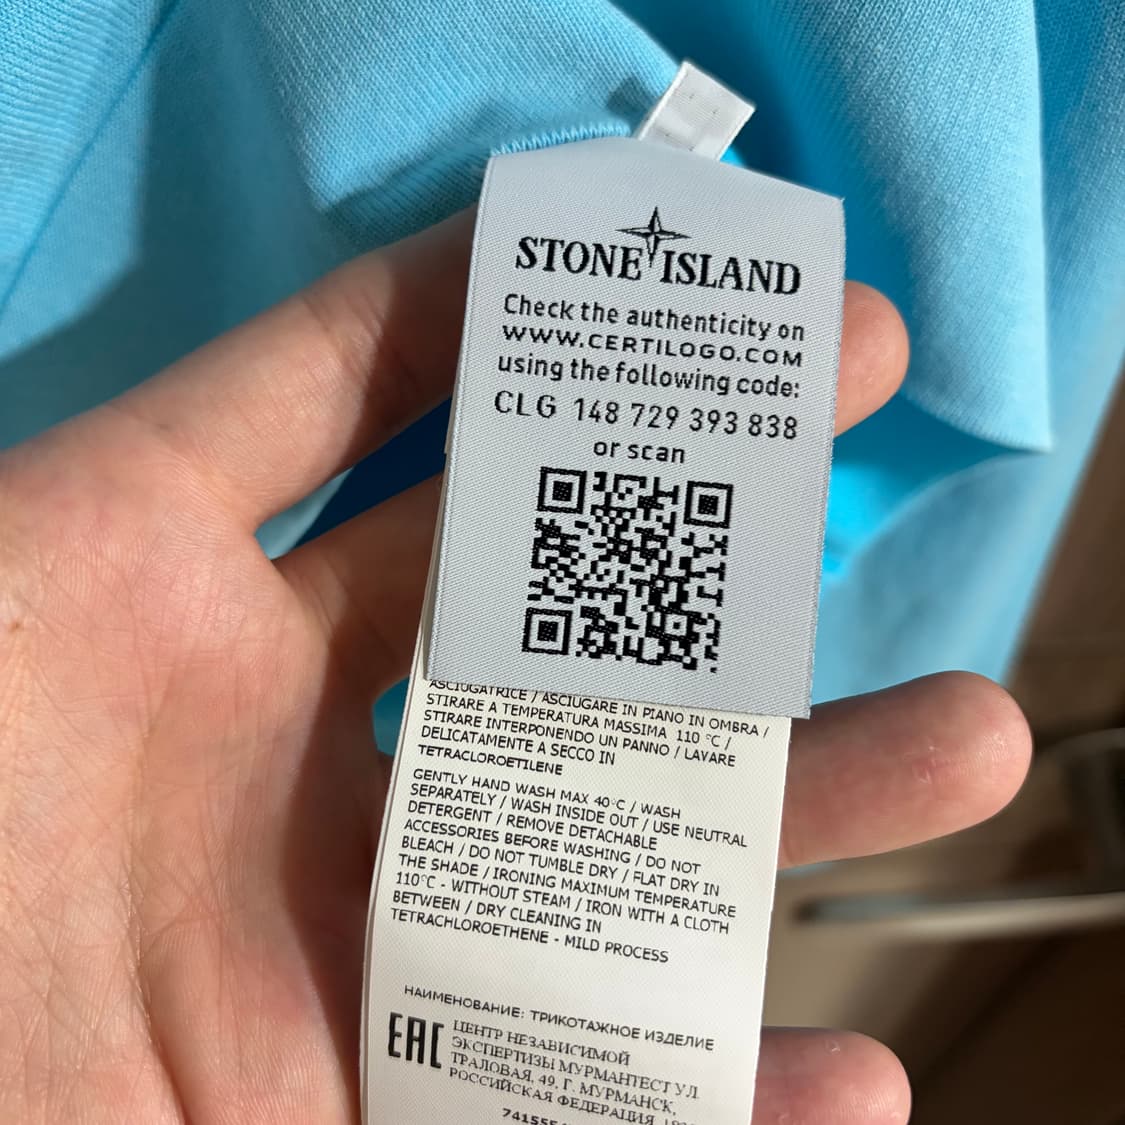 STONE ISLAND
Check the authenticity on
WWW.CERTILOGO.COM
using the following code:
CLG 148 729 393 838
or scan
ASCIUGATRICE / ASCIUGARE IN PIANO IN OMBRA /
STIRARE A TEMPERATURA MASSIMA 110 °C /
STIRARE INTERPONENDO UN PANNO / LAVARE
DELICATAMENTE A SECCO IN
TETRACLOROETILENE
GENTLY HAND WASH MAX 40°C / WASH
SEPARATELY / WASH INSIDE OUT / USE NEUTRAL
DETERGENT / REMOVE DETACHABLE
ACCESSORIES BEFORE WASHING / DO NOT
BLEACH / DO NOT TUMBLE DRY / FLAT DRY IN
THE SHADE / IRONING MAXIMUM TEMPERATURE
110°C - WITHOUT STEAM / IRON WITH A CLOTH
BETWEEN / DRY CLEANING IN
TETRACHLOROETHENE - MILD PROCESS
НАИМЕНОВАНИЕ: ТРИКОТАЖНОЕ ИЗДЕЛИЕ
EAC
ЦЕНТР НЕЗАВИСИМОЙ
ЭКСПЕРТИЗЫ МУРМАНТЕСТ УЛ.
ТРАЛОВАЯ, 49, Г. МУРМАНСК,
РОССИЙСКАЯ ФЕДЕРАЦИЯ